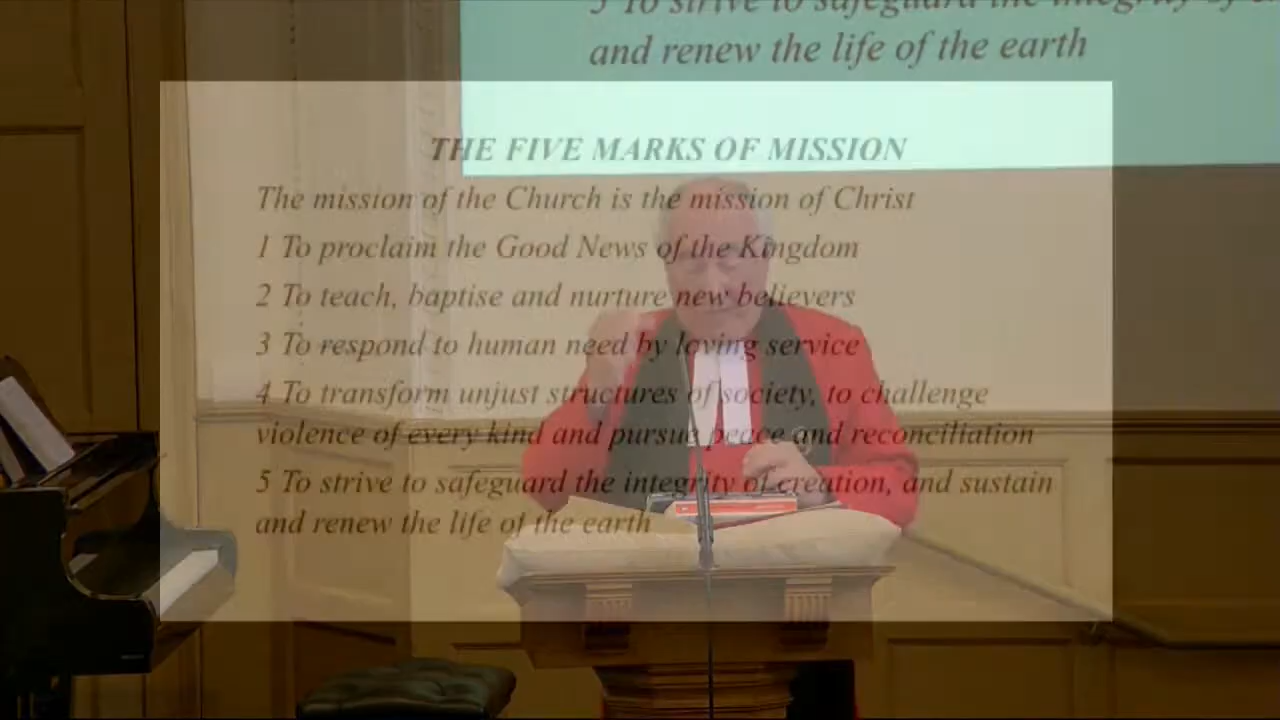 5 To strive to safeguard the integrity of
and renew the life of the earth
THE FIVE MARKS OF MISSION
The mission of the Church is the mission of Christ
1 To proclaim the Good News of the Kingdom
2 To teach, baptise and nurture new believers
3 To respond to human need by loving service
4 To transform unjust structures of society, to challenge
violence of every kind and pursue peace and reconciliation
5 To strive to safeguard the integrity of creation, and sustain
and renew the life of the earth